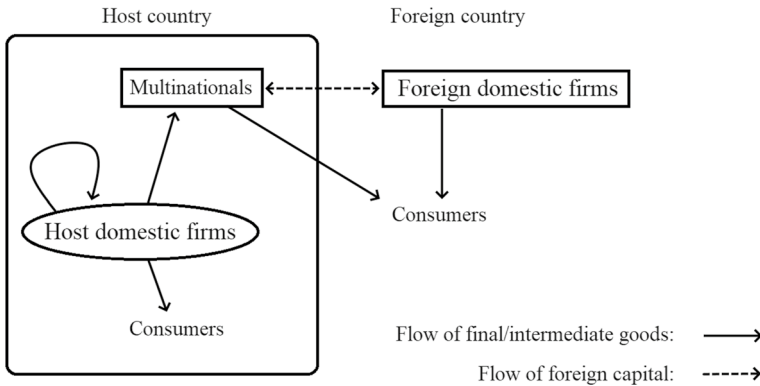 Host country
Foreign country
Multinationals
Foreign domestic firms
Consumers
Host domestic firms
Consumers
Flow of final/intermediate goods:
Flow of foreign capital: